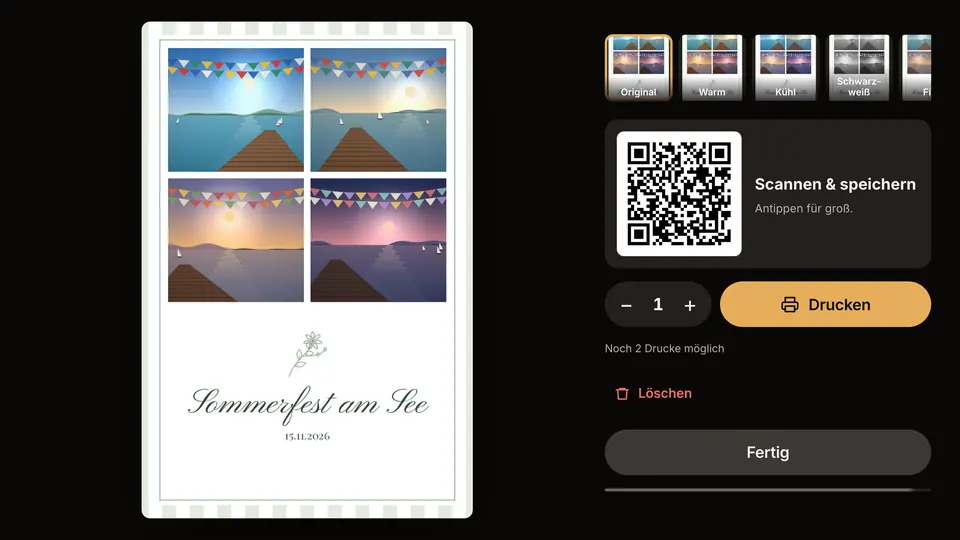 Sommerfest am See
15.11.2026
Original
Warm
Kühl
Schwarz-
weiß
Scannen & speichern
Antippen für groß.
− 1 +
Drucken
Noch 2 Drucke möglich
Löschen
Fertig